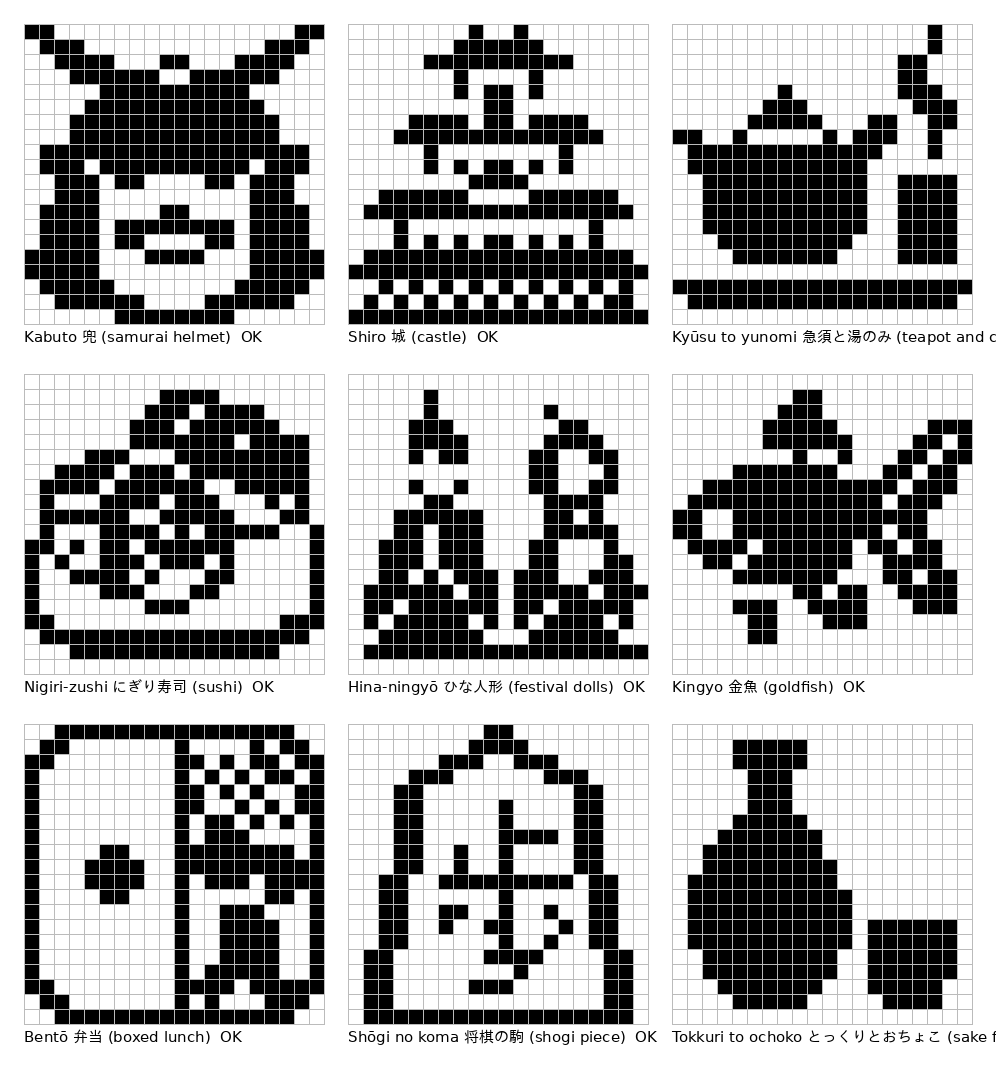 Kabuto 兜 (samurai helmet)  OK
Shiro 城 (castle)  OK
Kyūsu to yunomi 急須と湯のみ (teapot and c
Nigiri-zushi にぎり寿司 (sushi)  OK
Hina-ningyō ひな人形 (festival dolls)  OK
Kingyo 金魚 (goldfish)  OK
Bentō 弁当 (boxed lunch)  OK
Shōgi no koma 将棋の駒 (shogi piece)  OK
Tokkuri to ochoko とっくりとおちょこ (sake f